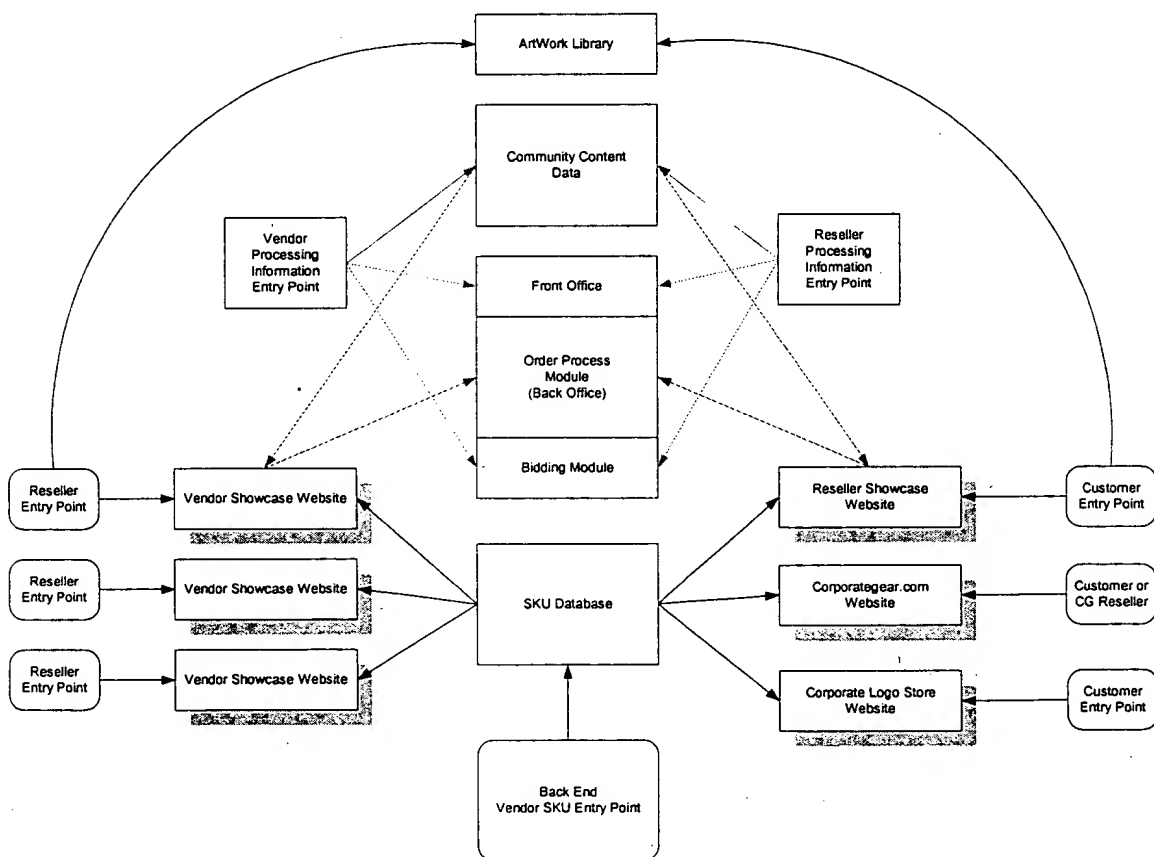 ArtWork Library
Community Content
Data
Vendor
Processing
Information
Entry Point
Reseller
Processing
Information
Entry Point
Front Office
Order Process
Module
(Back Office)
Bidding Module
Reseller
Entry Point
Vendor Showcase Website
Reseller Showcase
Website
Customer
Entry Point
Reseller
Entry Point
Vendor Showcase Website
SKU Database
Corporategear.com
Website
Customer or
CG Reseller
Reseller
Entry Point
Vendor Showcase Website
Corporate Logo Store
Website
Customer
Entry Point
Back End
Vendor SKU Entry Point